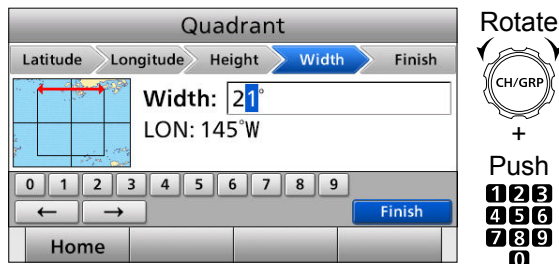 Quadrant
Rotate
Latitude Longitude Height Width Finish
CH/GRP
Width: 21°
LON: 145°W
+
Push
0 1 2 3 4 5 6 7 8 9
← → Finish
1 2 3
4 5 6
7 8 9
0
Home